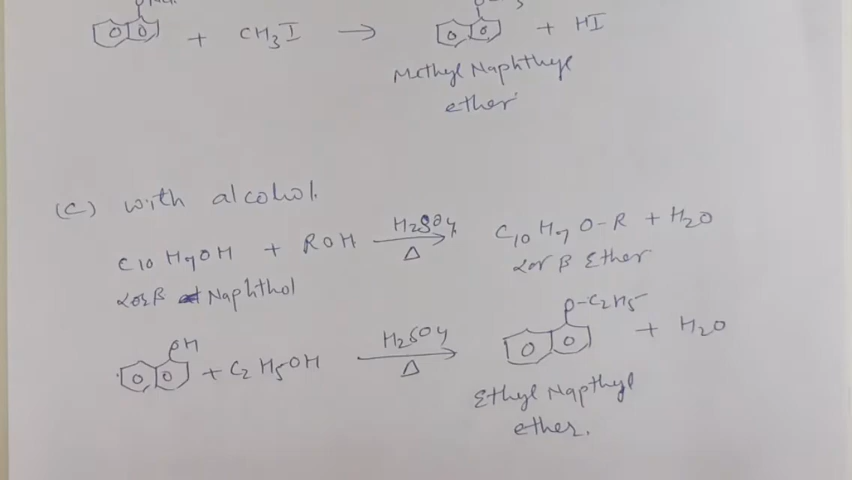 + CH3I → + HI
Methyl Naphthyl
ether
(c) with alcohol.
C10 H7OH + ROH H2SO4 Δ C10 H7 O-R + H2O
α or β Naphthol α or β Ether
OH + C2H5OH H2SO4 Δ O-C2H5 + H2O
Ethyl Napthyl
ether.